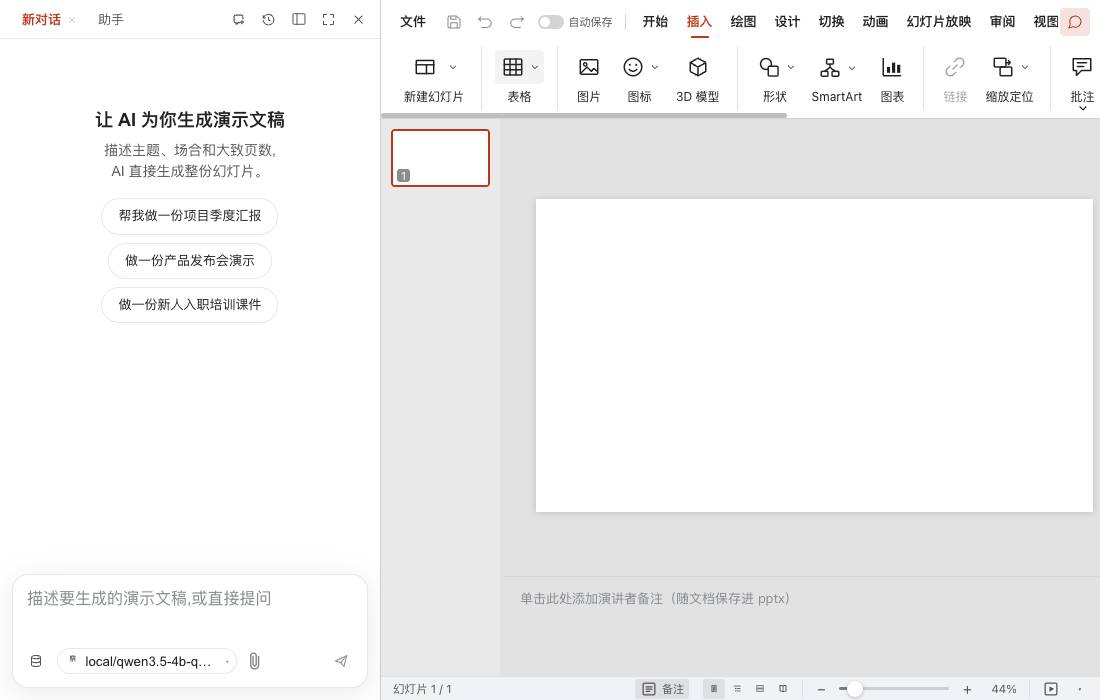 新对话 × 助手
让 AI 为你生成演示文稿
描述主题、场合和大致页数,
AI 直接生成整份幻灯片。
帮我做一份项目季度汇报
做一份产品发布会演示
做一份新人入职培训课件
描述要生成的演示文稿,或直接提问
local/qwen3.5-4b-q...
文件 自动保存 开始 插入 绘图 设计 切换 动画 幻灯片放映 审阅 视图
新建幻灯片 表格 图片 图标 3D 模型 形状 SmartArt 图表 链接 缩放定位 批注
1
单击此处添加演讲者备注（随文档保存进 pptx）
幻灯片 1 / 1 备注 44%